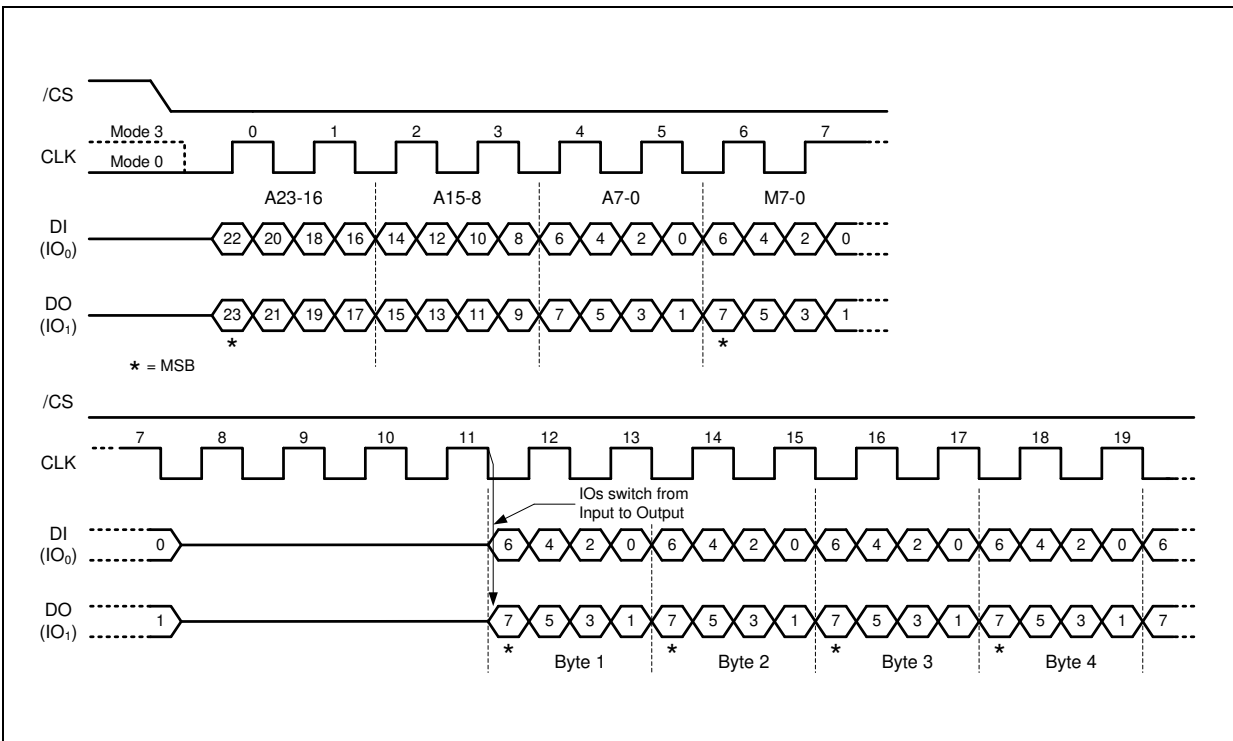 /CS
Mode 3
CLK
Mode 0
0 1 2 3 4 5 6 7
A23-16 A15-8 A7-0 M7-0
DI
(IO0)
22 20 18 16 14 12 10 8 6 4 2 0 6 4 2 0
DO
(IO1)
23 21 19 17 15 13 11 9 7 5 3 1 7 5 3 1
* *
* = MSB
/CS
7 8 9 10 11 12 13 14 15 16 17 18 19
CLK
IOs switch from
Input to Output
DI
(IO0)
0 6 4 2 0 6 4 2 0 6 4 2 0 6 4 2 0 6
DO
(IO1)
1 7 5 3 1 7 5 3 1 7 5 3 1 7 5 3 1 7
* * * *
Byte 1 Byte 2 Byte 3 Byte 4